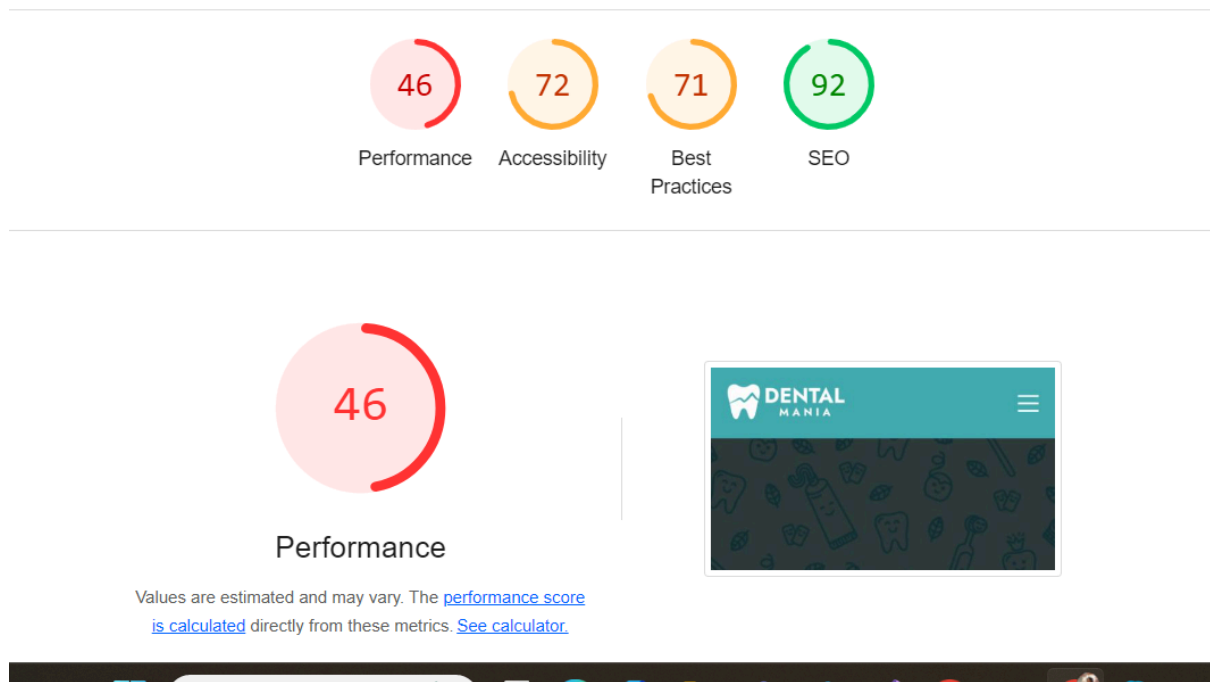 46
72
71
92
Performance
Accessibility
Best
Practices
SEO
46
Performance
Values are estimated and may vary. The performance score
is calculated directly from these metrics. See calculator.
DENTAL
MANIA